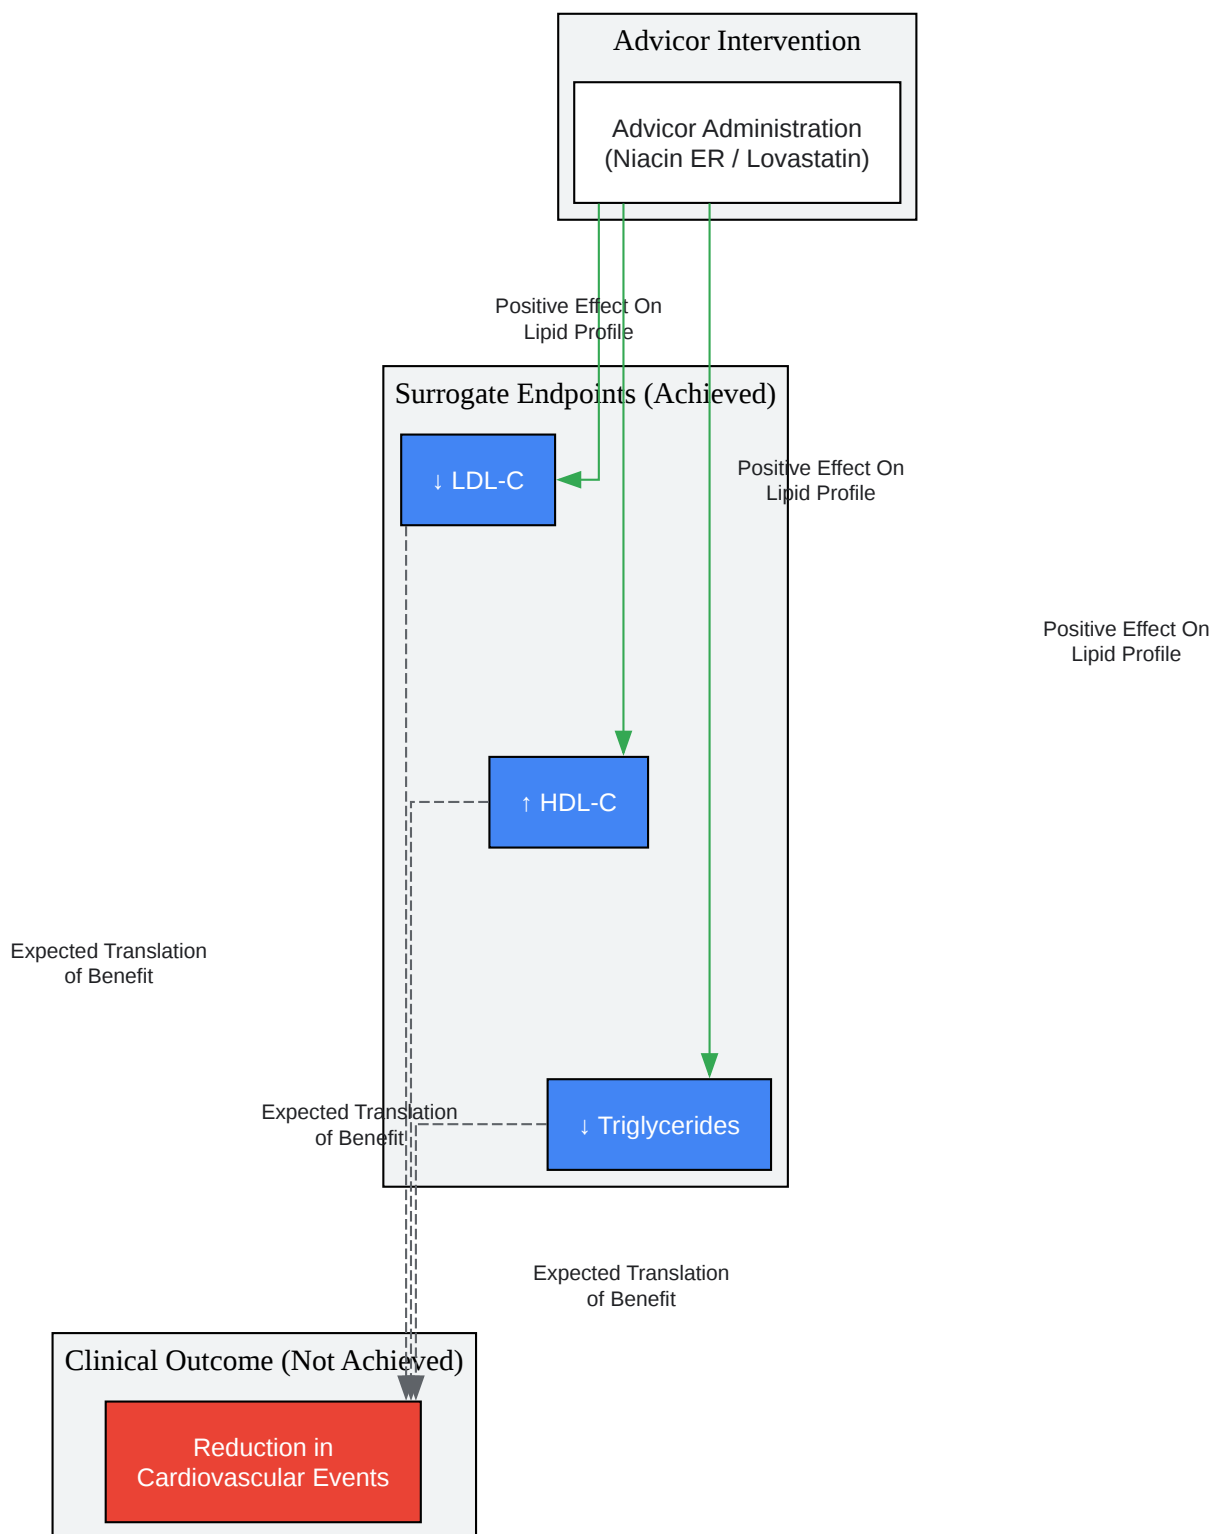 Advicor Intervention
Advicor Administration
(Niacin ER / Lovastatin)
Positive Effect On
Lipid Profile
Surrogate Endpoints (Achieved)
↓ LDL-C
Positive Effect On
Lipid Profile
Positive Effect On
Lipid Profile
↑ HDL-C
Expected Translation
of Benefit
Expected Translation
of Benefit
↓ Triglycerides
Expected Translation
of Benefit
Clinical Outcome (Not Achieved)
Reduction in
Cardiovascular Events